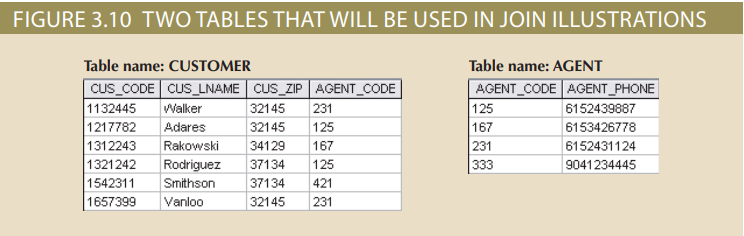 FIGURE 3.10 TWO TABLES THAT WILL BE USED IN JOIN ILLUSTRATIONS
Table name: CUSTOMER
CUS_CODE CUS_LNAME CUS_ZIP AGENT_CODE
1132445 Walker 32145 231
1217782 Adares 32145 125
1312243 Rakowski 34129 167
1321242 Rodriguez 37134 125
1542311 Smithson 37134 421
1657399 Vanloo 32145 231
Table name: AGENT
AGENT_CODE AGENT_PHONE
125 6152439887
167 6153426778
231 6152431124
333 9041234445